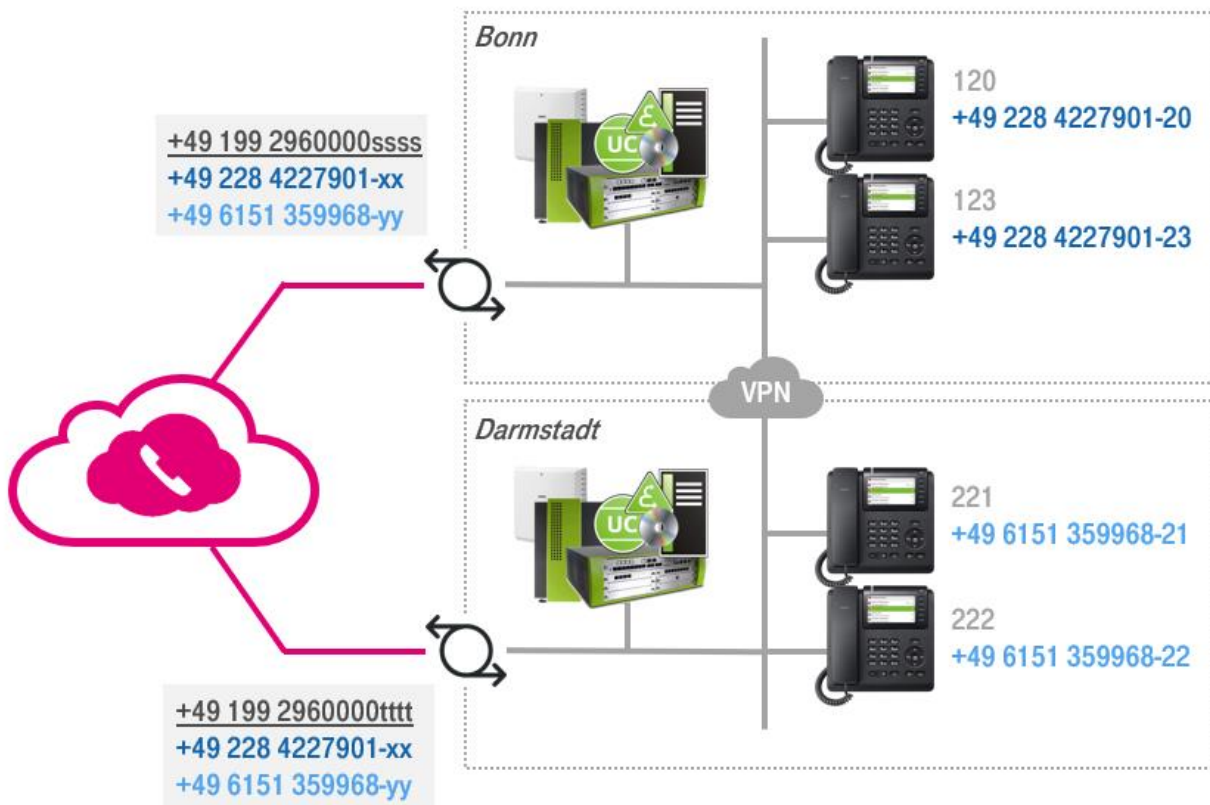 Bonn
+49 199 2960000ssss
+49 228 4227901-xx
+49 6151 359968-yy
UC
120
+49 228 4227901-20
123
+49 228 4227901-23
VPN
Darmstadt
UC
221
+49 6151 359968-21
222
+49 6151 359968-22
+49 199 2960000tttt
+49 228 4227901-xx
+49 6151 359968-yy